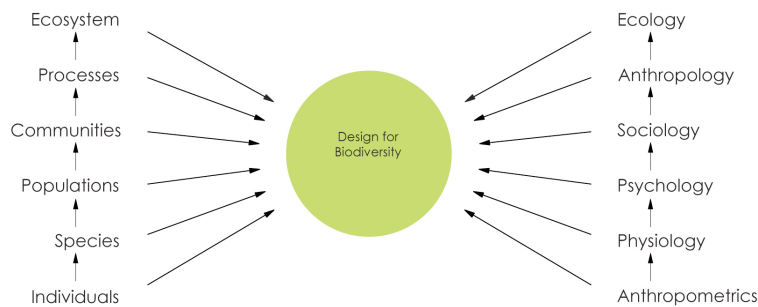 Ecosystem
Processes
Communities
Populations
Species
Individuals
Design for
Biodiversity
Ecology
Anthropology
Sociology
Psychology
Physiology
Anthropometrics